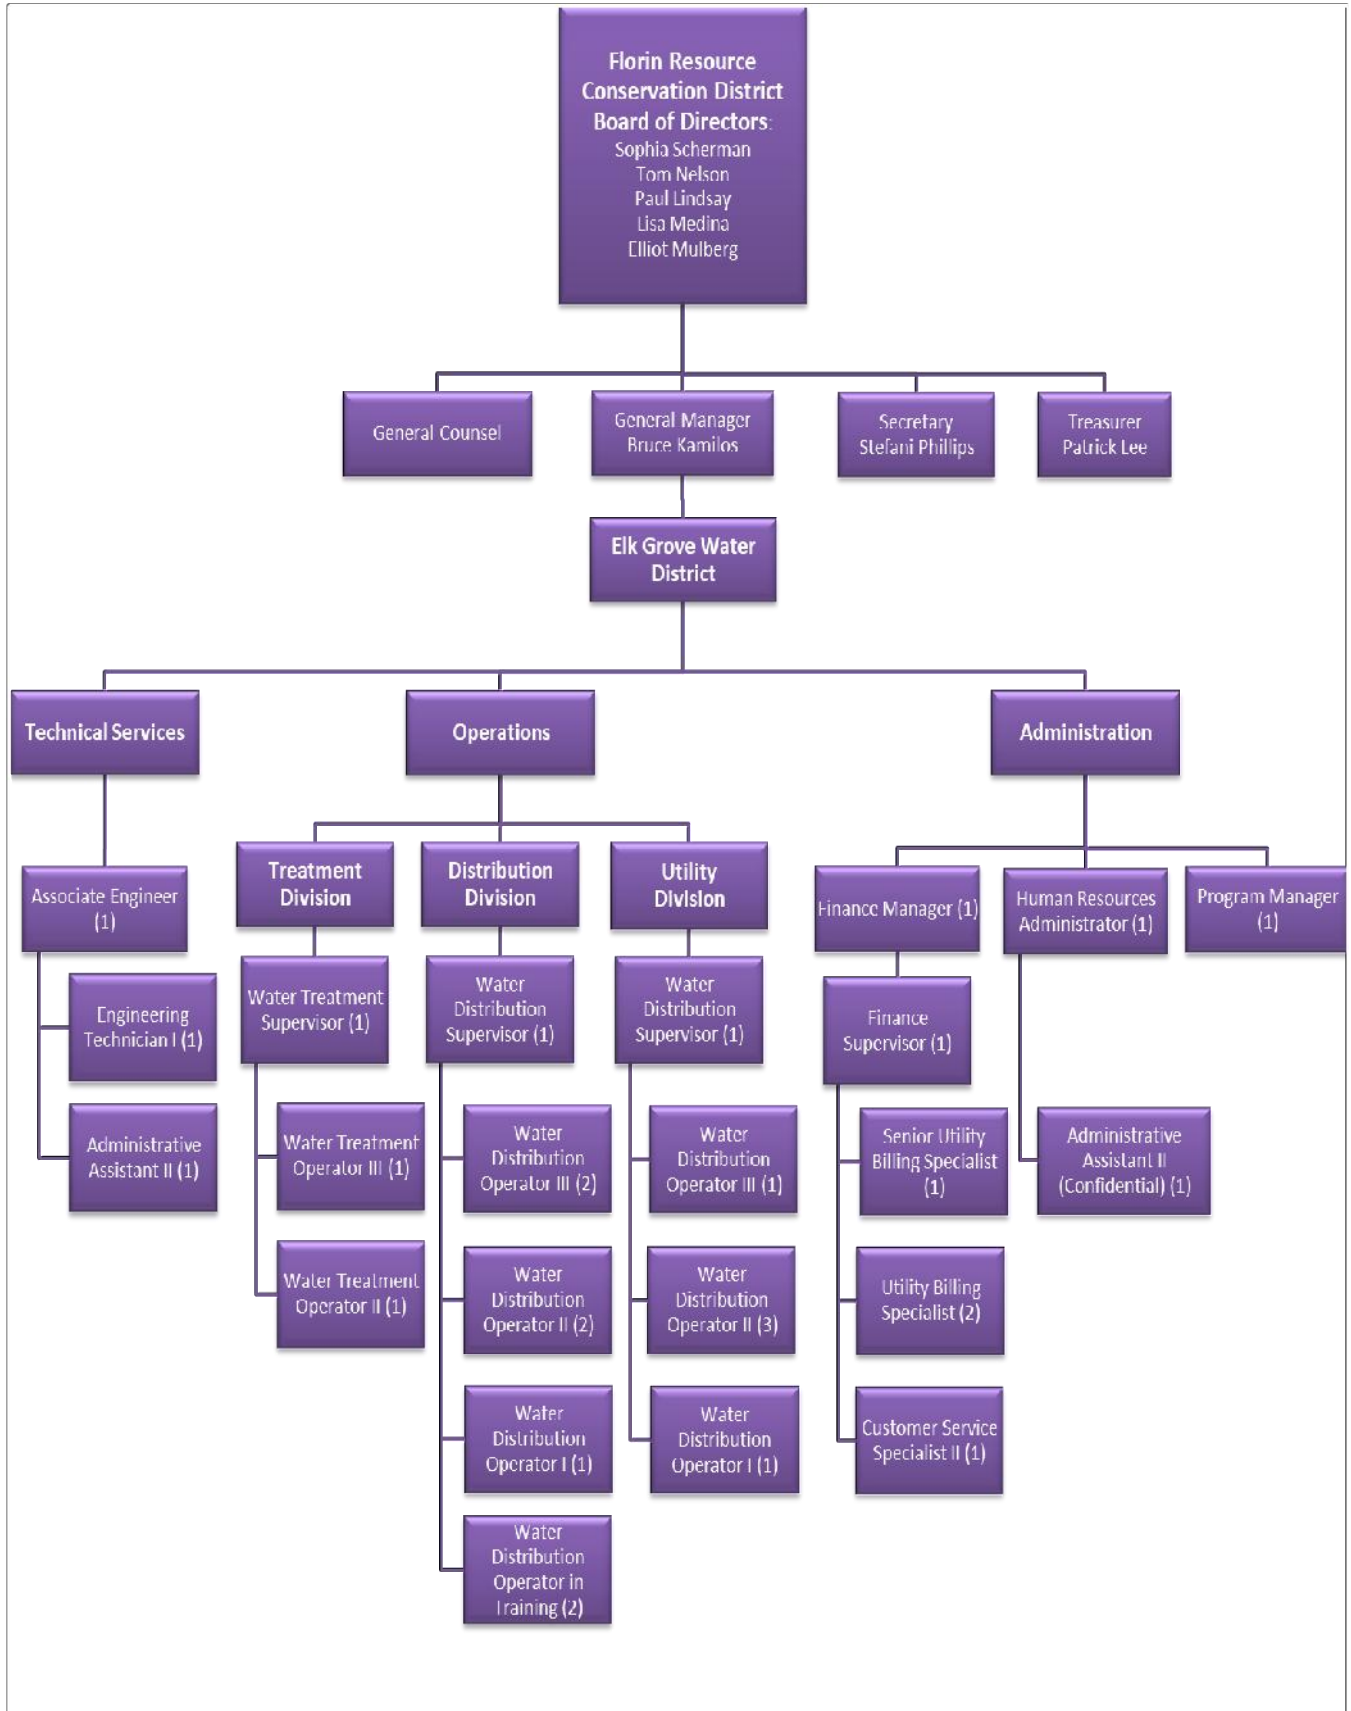 Florin Resource
Conservation District
Board of Directors:
Sophia Scherman
Tom Nelson
Paul Lindsay
Lisa Medina
Elliot Mulberg
General Counsel
General Manager
Bruce Kamilos
Secretary
Stefani Phillips
Treasurer
Patrick Lee
Elk Grove Water
District
Technical Services
Operations
Administration
Associate Engineer
(1)
Engineering
Technician I (1)
Administrative
Assistant II (1)
Treatment
Division
Water Treatment
Supervisor (1)
Water Treatment
Operator III (1)
Water Treatment
Operator II (1)
Distribution
Division
Water
Distribution
Supervisor (1)
Water
Distribution
Operator III (2)
Water
Distribution
Operator II (2)
Water
Distribution
Operator I (1)
Water
Distribution
Operator in
Training (2)
Utility
Division
Water
Distribution
Supervisor (1)
Water
Distribution
Operator III (1)
Water
Distribution
Operator II (3)
Water
Distribution
Operator I (1)
Finance Manager (1)
Finance
Supervisor (1)
Senior Utility
Billing Specialist
(1)
Utility Billing
Specialist (2)
Customer Service
Specialist II (1)
Human Resources
Administrator (1)
Administrative
Assistant II
(Confidential) (1)
Program Manager
(1)